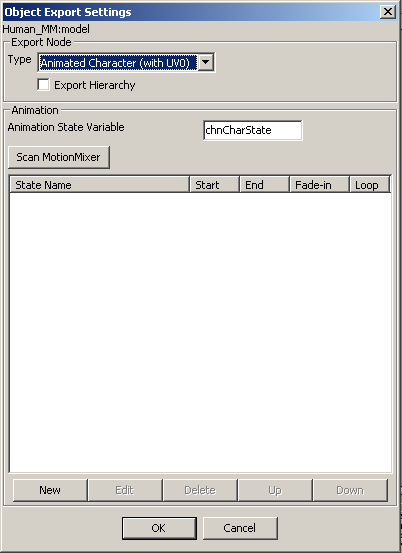 Object Export Settings
Human_MM:model
Export Node
Type Animated Character (with UV0)
Export Hierarchy
Animation
Animation State Variable chnCharState
Scan MotionMixer
State Name Start End Fade-in Loop
New Edit Delete Up Down
OK Cancel